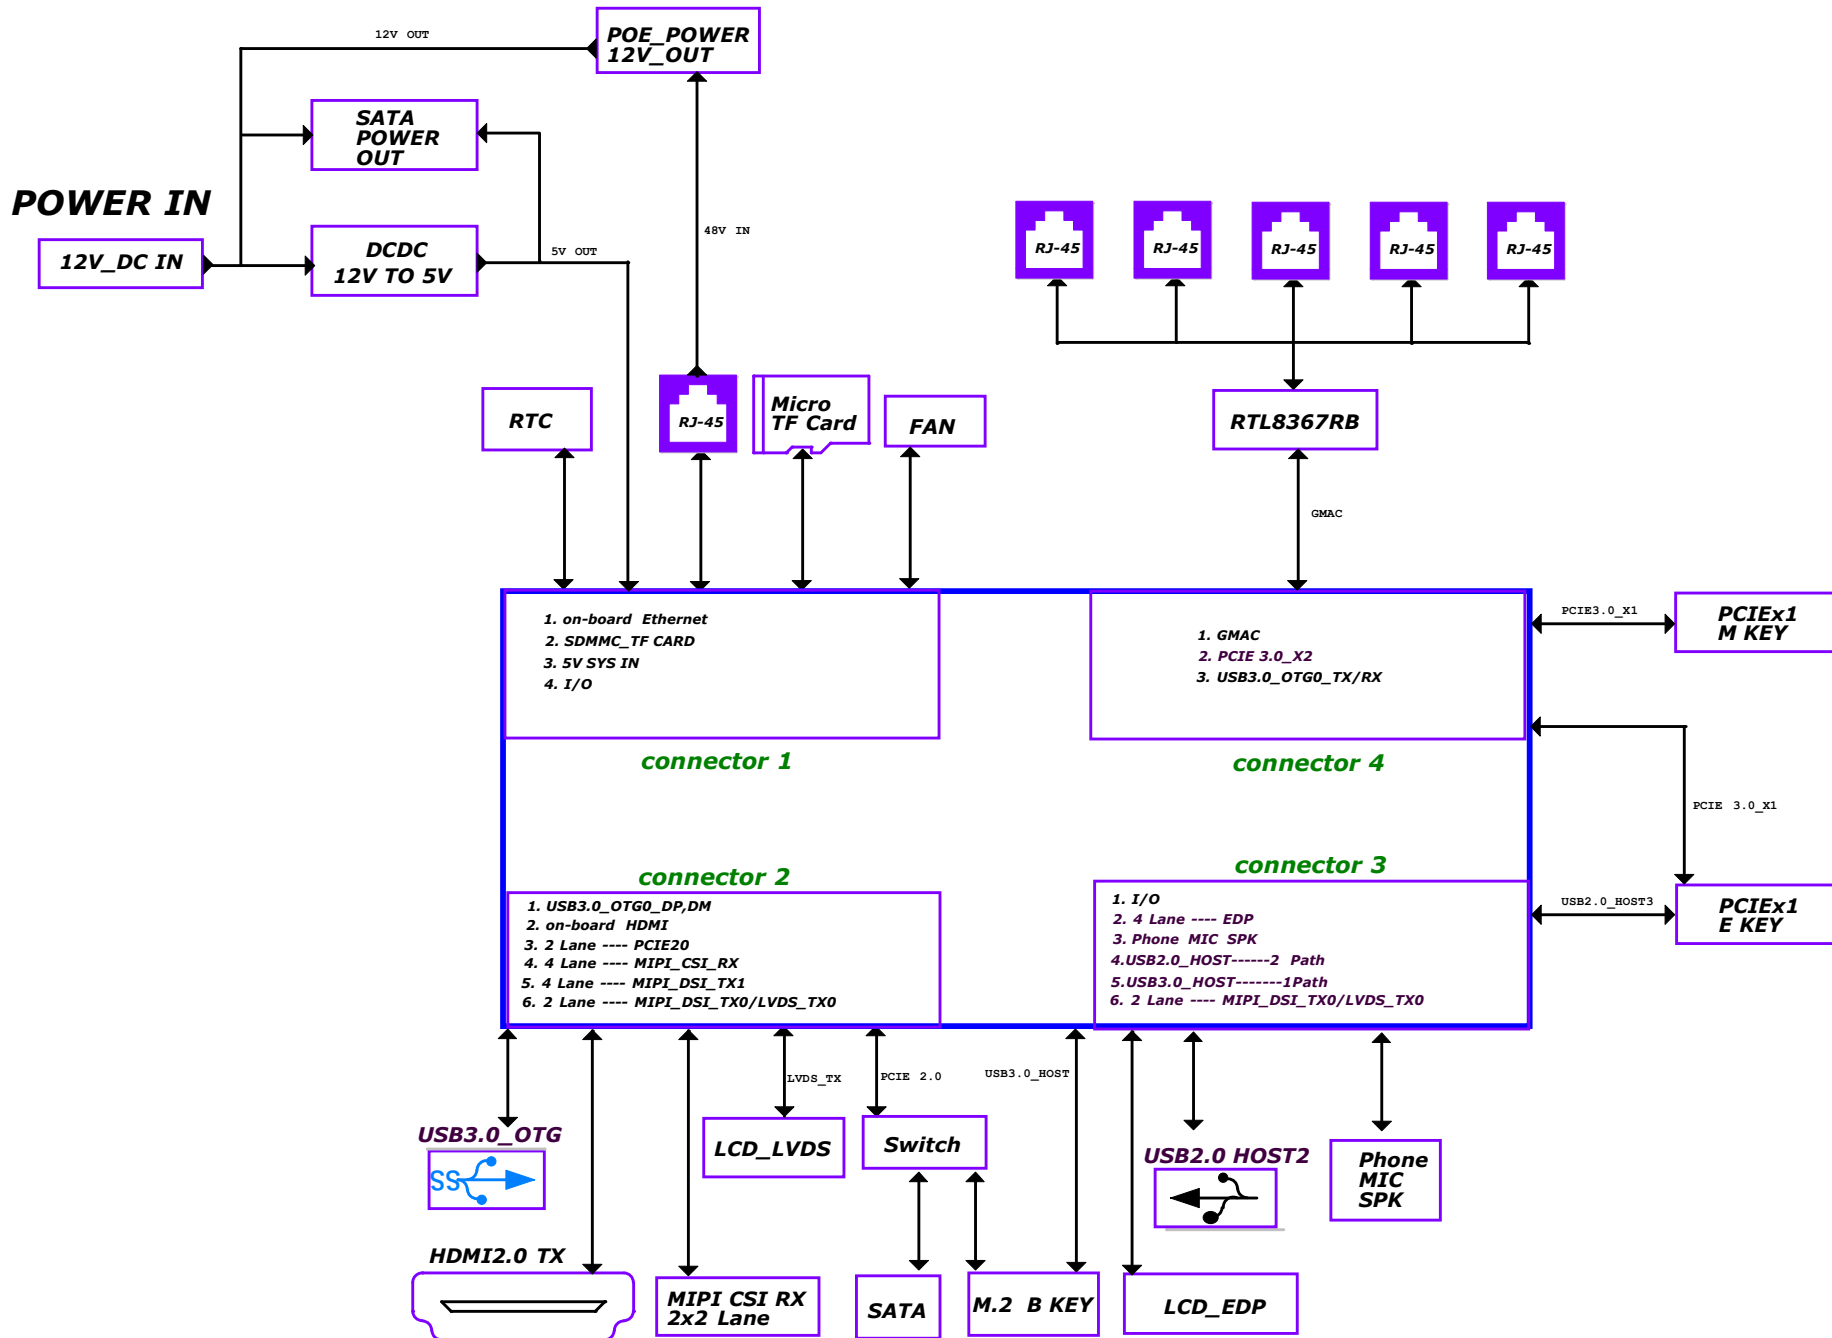 12V OUT
POE_POWER
12V_OUT
SATA
POWER
OUT
POWER IN
12V_DC IN
DCDC
12V TO 5V
5V OUT
48V IN
RJ-45
RJ-45
RJ-45
RJ-45
RJ-45
RTC
RJ-45
Micro
TF Card
FAN
RTL8367RB
GMAC
1. on-board Ethernet
2. SDMMC_TF CARD
3. 5V SYS IN
4. I/O
connector 1
1. GMAC
2. PCIE 3.0_X2
3. USB3.0_OTG0_TX/RX
connector 4
PCIE3.0_X1
PCIEx1
M KEY
PCIE 3.0_X1
connector 2
1. USB3.0_OTG0_DP,DM
2. on-board HDMI
3. 2 Lane ---- PCIE20
4. 4 Lane ---- MIPI_CSI_RX
5. 4 Lane ---- MIPI_DSI_TX1
6. 2 Lane ---- MIPI_DSI_TX0/LVDS_TX0
connector 3
1. I/O
2. 4 Lane ---- EDP
3. Phone MIC SPK
4.USB2.0_HOST------2 Path
5.USB3.0_HOST-------1Path
6. 2 Lane ---- MIPI_DSI_TX0/LVDS_TX0
USB2.0_HOST3
PCIEx1
E KEY
LVDS_TX
PCIE 2.0
USB3.0_HOST
USB3.0_OTG
SS
LCD_LVDS
Switch
USB2.0 HOST2
Phone
MIC
SPK
HDMI2.0 TX
MIPI CSI RX
2x2 Lane
SATA
M.2 B KEY
LCD_EDP